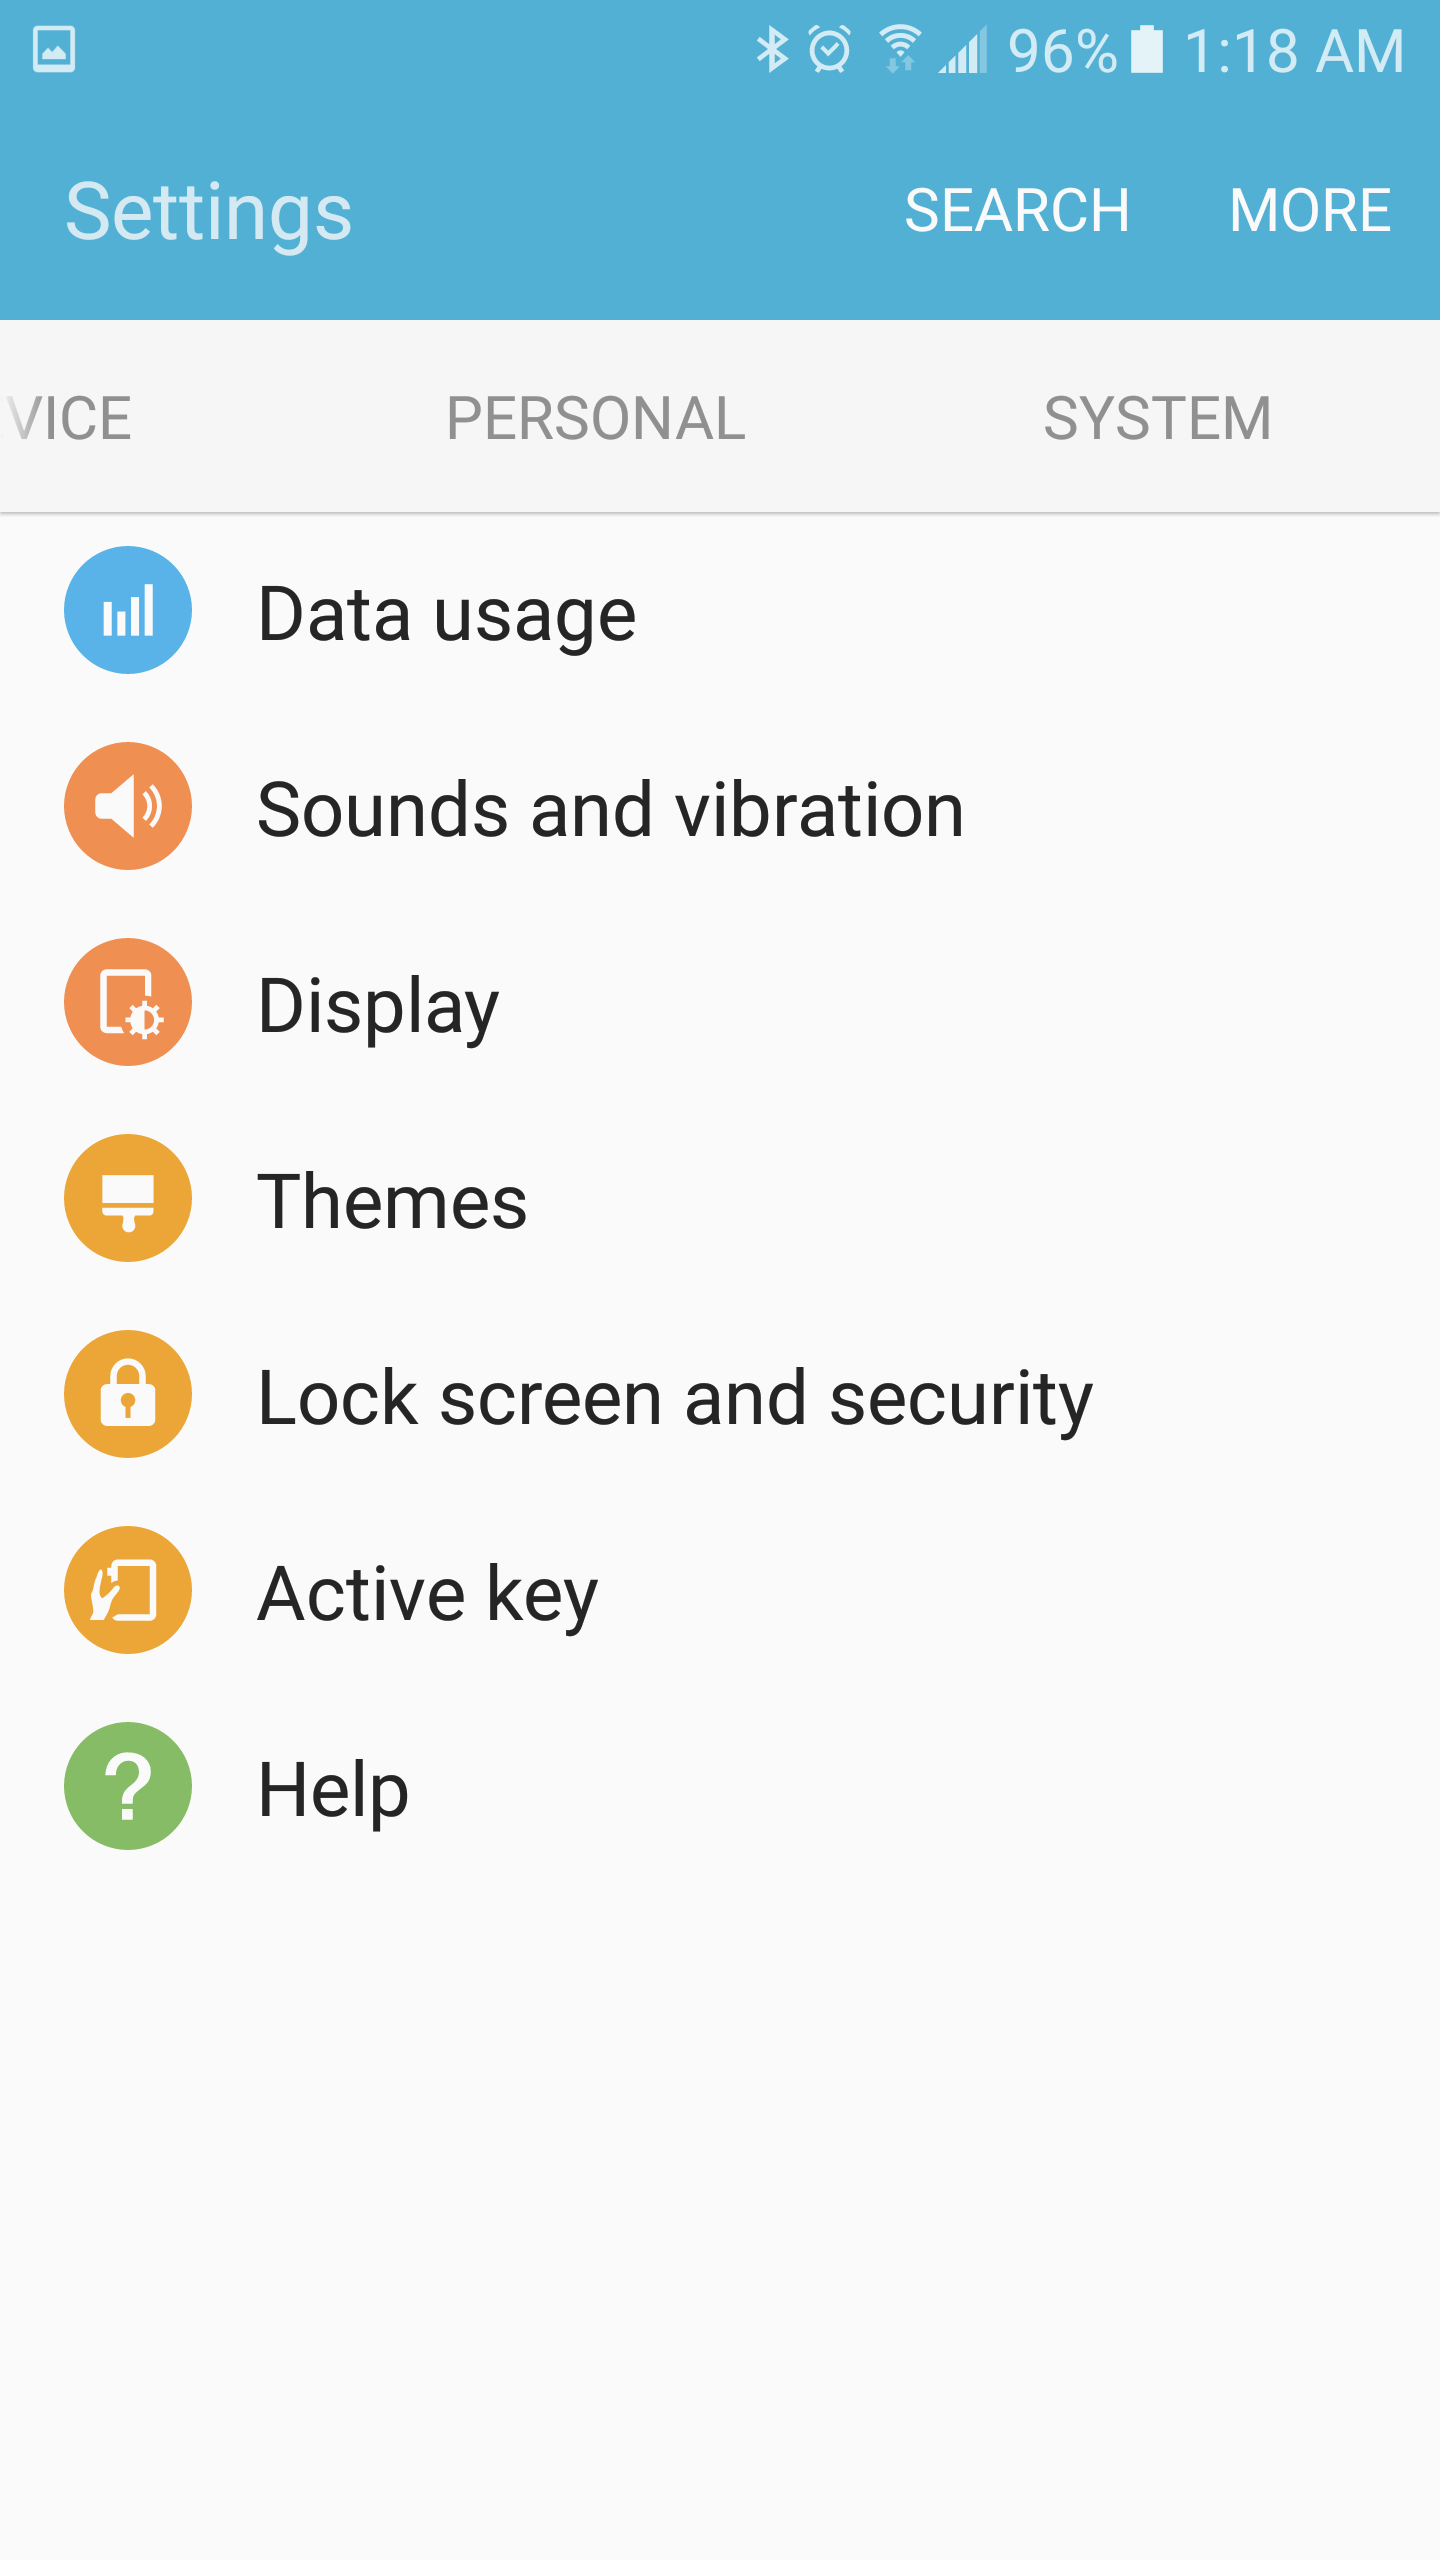 96% 1:18 AM
Settings SEARCH MORE
VICE PERSONAL SYSTEM
Data usage
Sounds and vibration
Display
Themes
Lock screen and security
Active key
Help